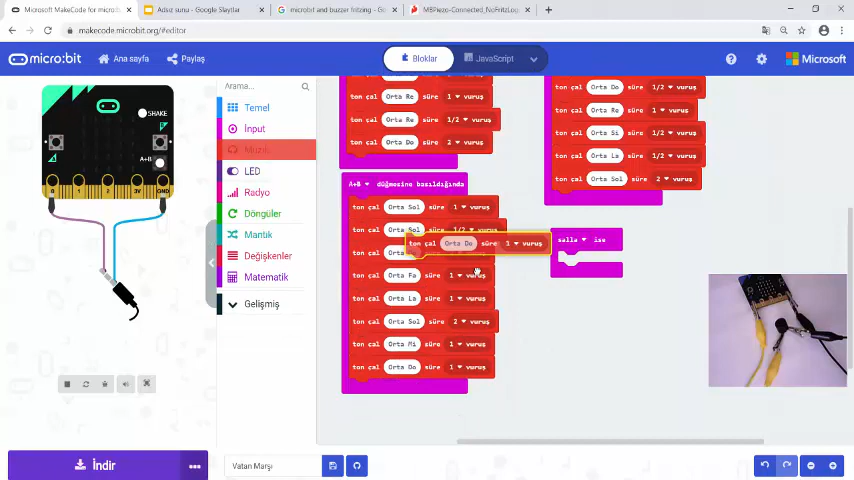 Microsoft MakeCode for micro:b
Adsız sunu - Google Slaytlar
microbit and buzzer fritzing - Go
MBPiezo-Connected_NoFritzLog
makecode.microbit.org/#editor
micro:bit
Ana sayfa
Paylaş
Bloklar
JavaScript
Microsoft
Arama...
Temel
Input
Müzik
LED
Radyo
Döngüler
Mantık
Değişkenler
Matematik
Gelişmiş
SHAKE
B
A
A+B
0 1 2 3V GND
ton çal Orta Re süre 1 vuruş
ton çal Orta Re süre 1/2 vuruş
ton çal Orta Do süre 2 vuruş
A+B düğmesine basıldığında
ton çal Orta Sol süre 1 vuruş
ton çal Orta Sol süre 1/2 vuruş
ton çal Orta Do süre 1 vuruş
ton çal
ton çal Orta Fa süre 1 vuruş
ton çal Orta La süre 1 vuruş
ton çal Orta Sol süre 2 vuruş
ton çal Orta Mi süre 1 vuruş
ton çal Orta Do süre 1 vuruş
ton çal Orta Do süre 1/2 vuruş
ton çal Orta Re süre 1 vuruş
ton çal Orta Si süre 1/2 vuruş
ton çal Orta La süre 1/2 vuruş
ton çal Orta Sol süre 2 vuruş
salla ise
İndir
Vatan Marşı